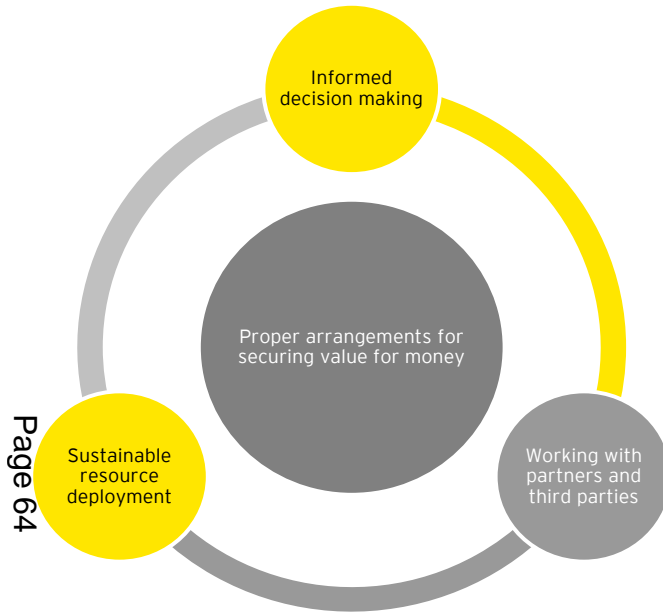 Informed
decision making
Proper arrangements for
securing value for money
Sustainable
resource
deployment
Working with
partners and
third parties
Page 64